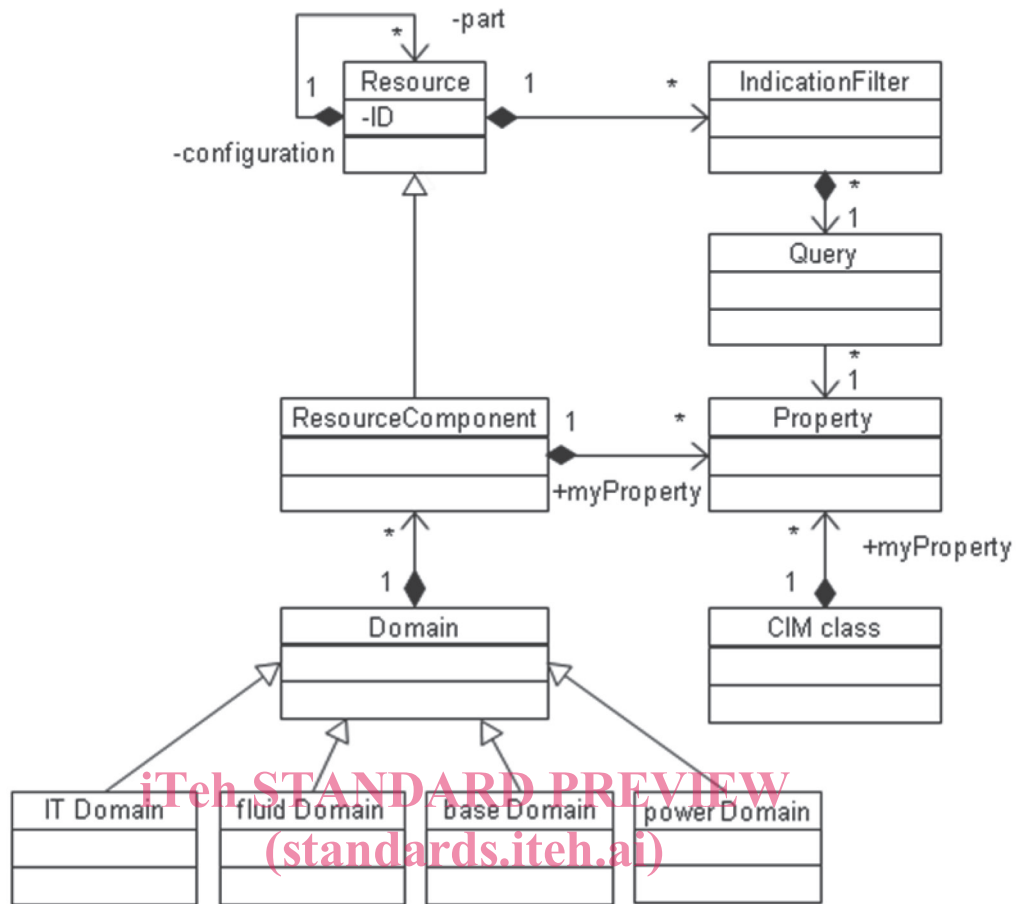 -part
*
1
Resource
1
*
IndicationFilter
-ID
-configuration
*
1
Query
*
1
ResourceComponent
1
*
Property
+myProperty
*
*
+myProperty
1
1
Domain
CIM class
iTeh STANDARD PREVIEW
IT Domain
fluid Domain
base Domain
power Domain
(standards.iteh.ai)